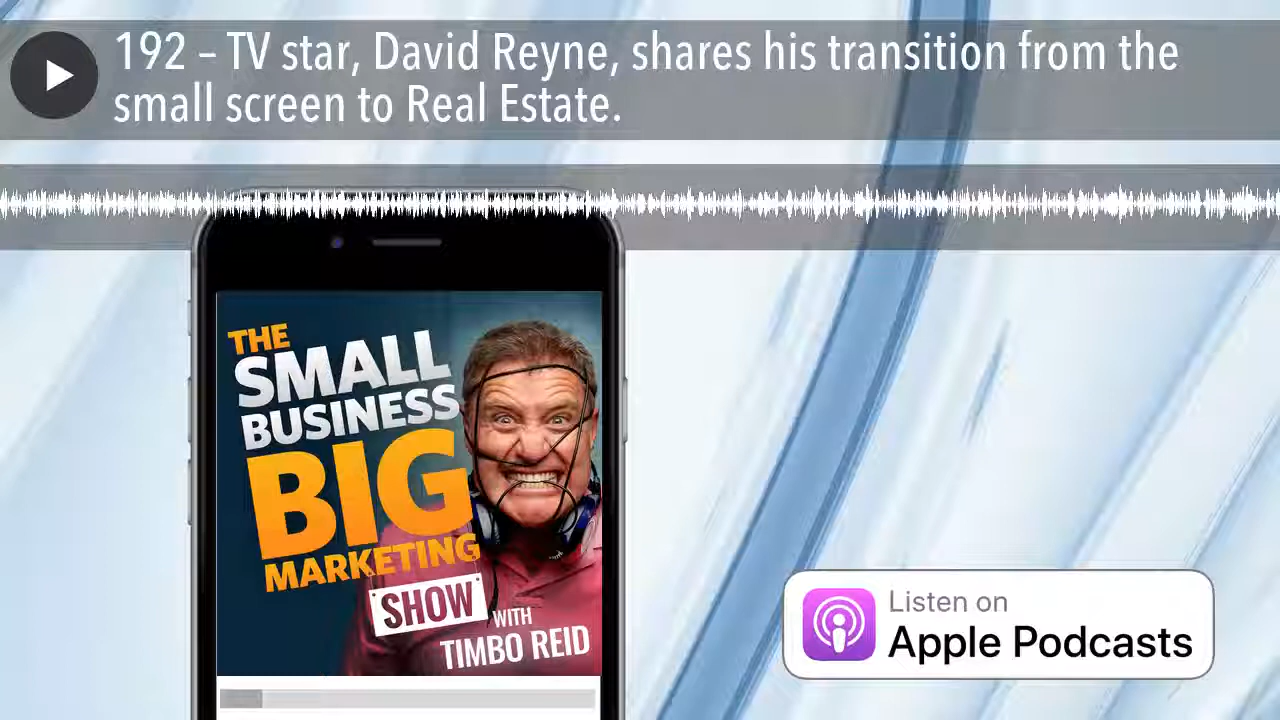 192 – TV star, David Reyne, shares his transition from the
small screen to Real Estate.
THE
SMALL
BUSINESS
BIG
MARKETING
SHOW
WITH
TIMBO REID
Listen on
Apple Podcasts